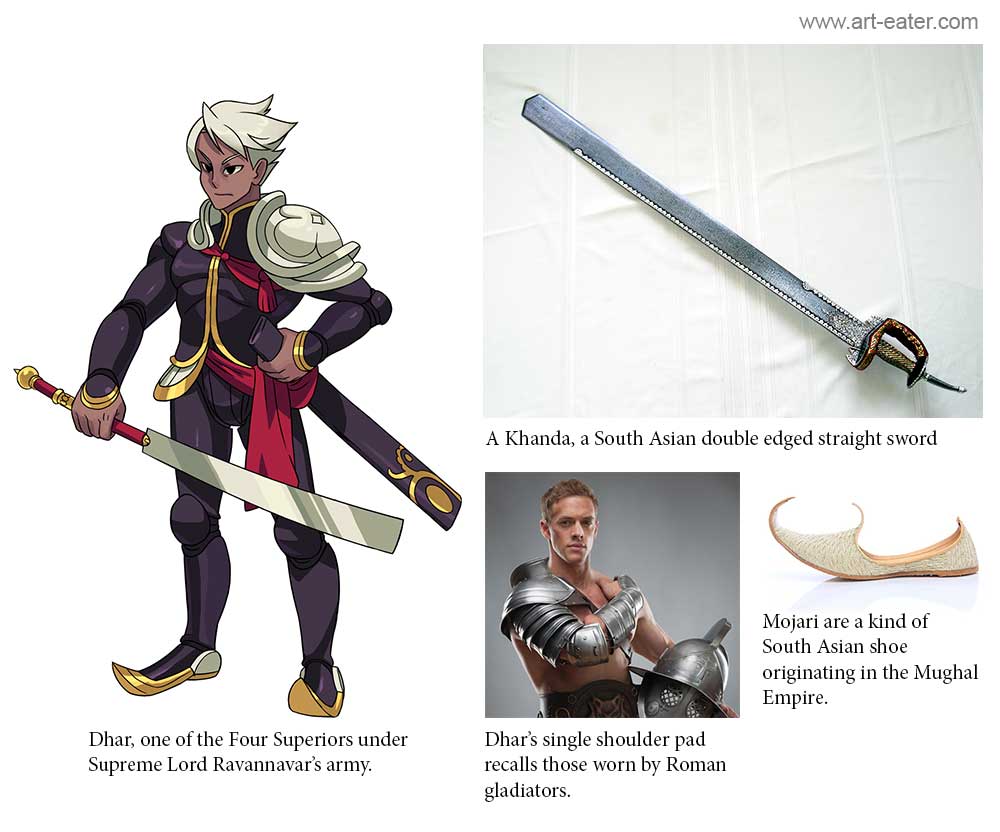 www.art-eater.com
A Khanda, a South Asian double edged straight sword
Mojari are a kind of
South Asian shoe
originating in the Mughal
Empire.
Dhar, one of the Four Superiors under
Supreme Lord Ravannavar’s army.
Dhar’s single shoulder pad
recalls those worn by Roman
gladiators.